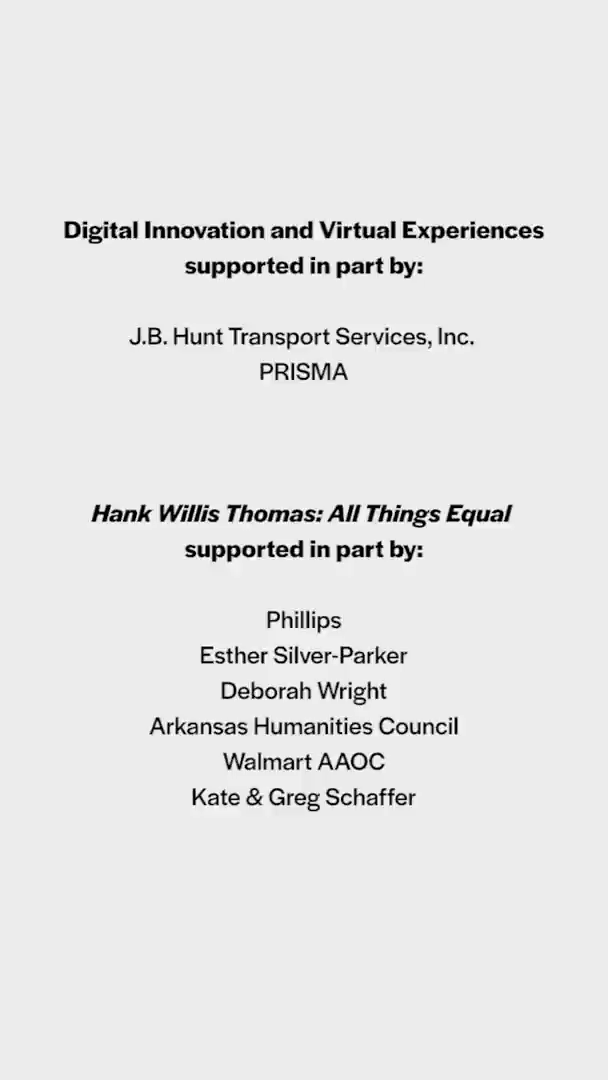 Digital Innovation and Virtual Experiences
supported in part by:
J.B. Hunt Transport Services, Inc.
PRISMA
Hank Willis Thomas: All Things Equal
supported in part by:
Phillips
Esther Silver-Parker
Deborah Wright
Arkansas Humanities Council
Walmart AAOC
Kate & Greg Schaffer